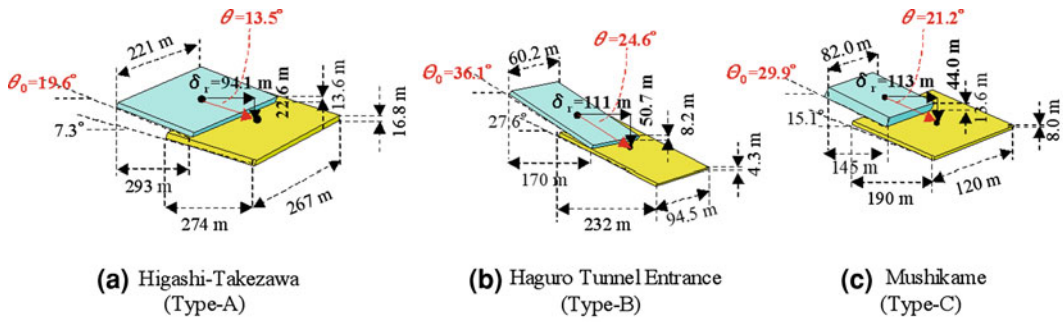 θ=13.5°
221 m
θ₀=19.6°
δr=94.1 m
22.6 m
13.6 m
16.8 m
7.3°
293 m
274 m
267 m
(a) Higashi-Takezawa
(Type-A)
θ=24.6°
60.2 m
θ₀=36.1°
δr=111 m
50.7 m
8.2 m
4.3 m
27.6°
170 m
232 m
94.5 m
(b) Haguro Tunnel Entrance
(Type-B)
θ=21.2°
82.0 m
θ₀=29.9°
δr=113 m
44.0 m
13.6 m
8.0 m
15.1°
145 m
190 m
120 m
(c) Mushikame
(Type-C)